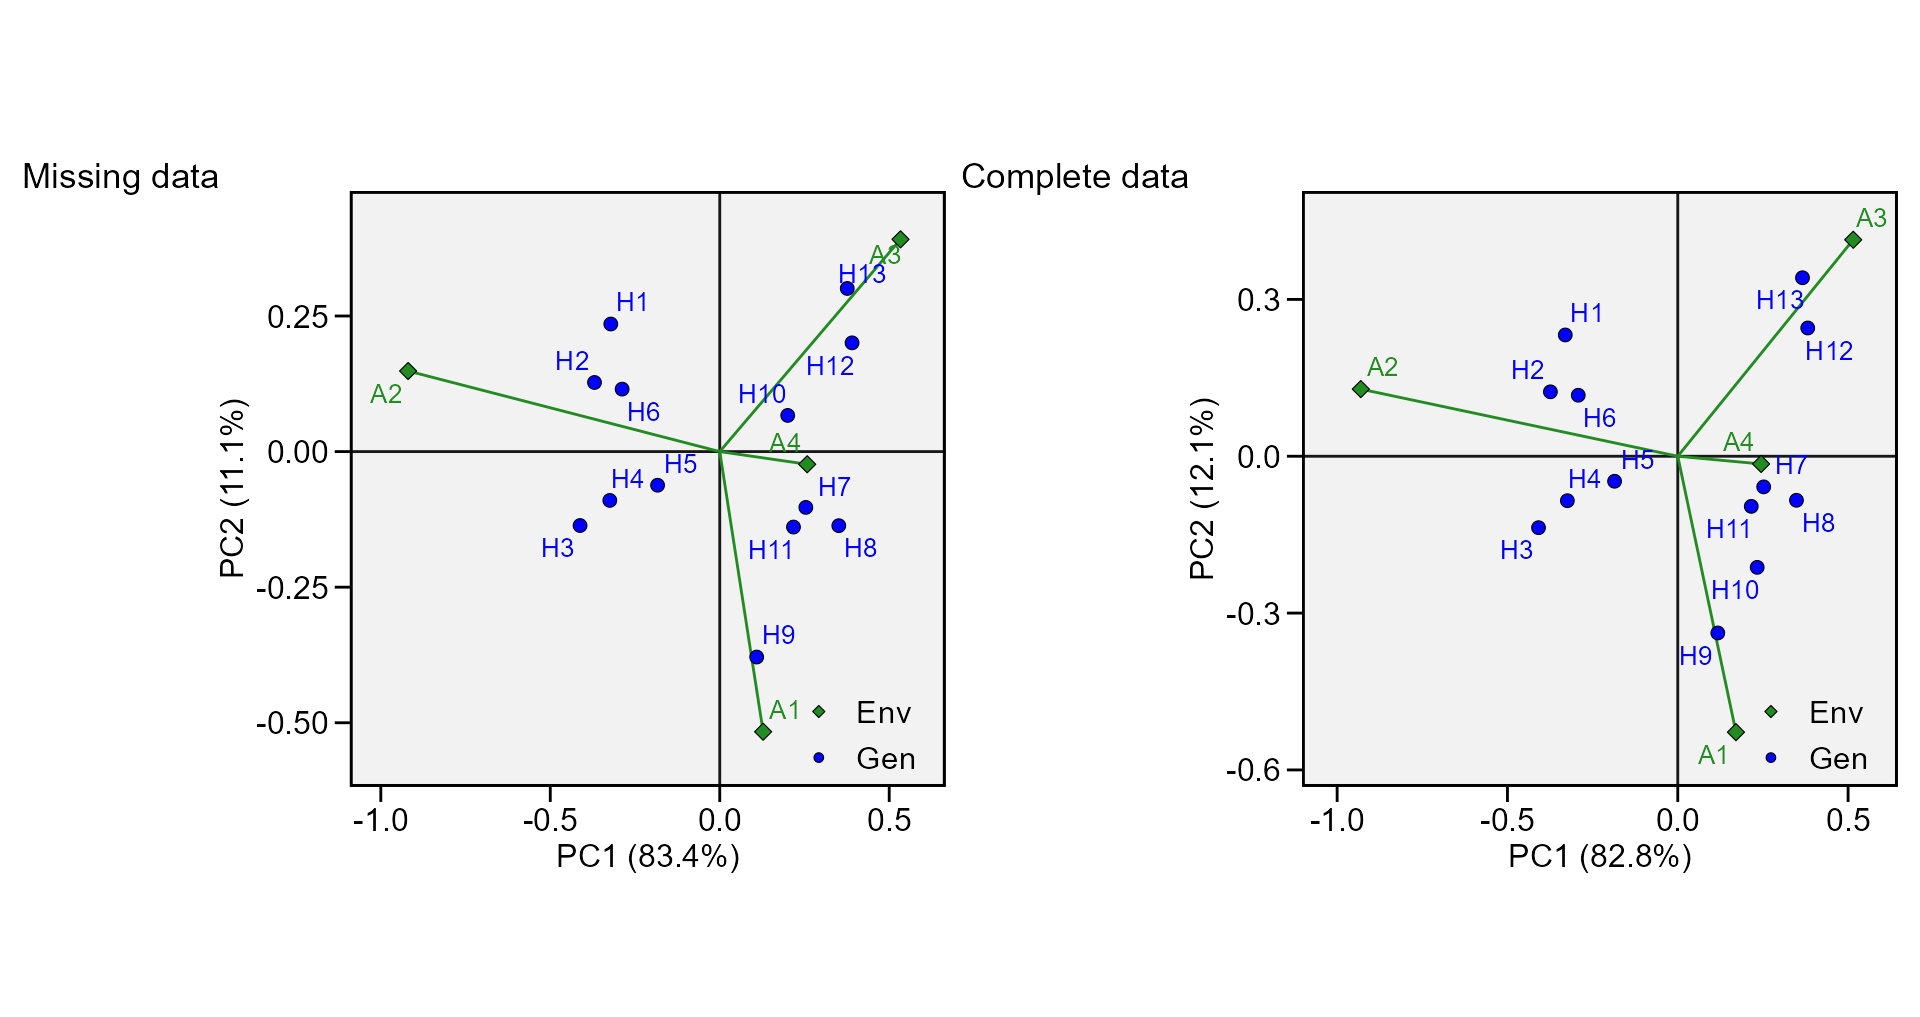 Missing data
PC2 (11.1%)
0.25
0.00
-0.25
-0.50
A3
H13
H1
H12
H2
A2
H10
H6
A4
H5
H4
H7
H3
H11
H8
H9
A1
Env
Gen
-1.0
-0.5
0.0
0.5
PC1 (83.4%)
Complete data
PC2 (12.1%)
0.3
0.0
-0.3
-0.6
A3
H13
H1
H12
A2
H2
H6
A4
H5
H7
H4
H8
H11
H3
H10
H9
A1
Env
Gen
-1.0
-0.5
0.0
0.5
PC1 (82.8%)